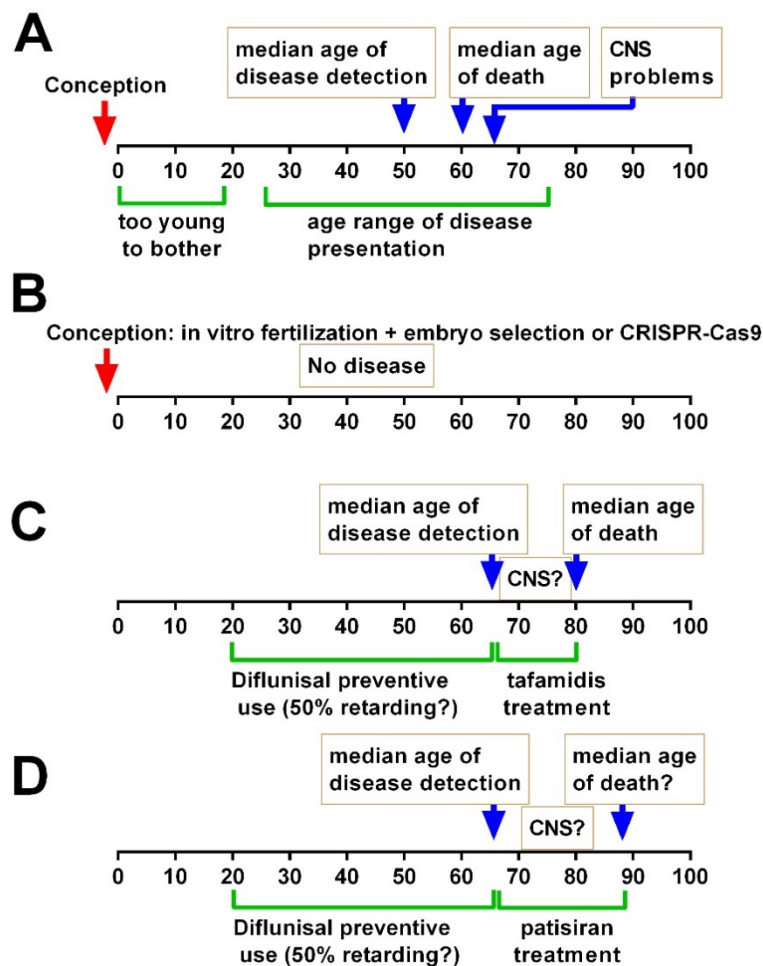 A
median age of
disease detection
median age
of death
CNS
problems
Conception
0 10 20 30 40 50 60 70 80 90 100
too young
to bother
age range of disease
presentation
B
Conception: in vitro fertilization + embryo selection or CRISPR-Cas9
No disease
0 10 20 30 40 50 60 70 80 90 100
C
median age of
disease detection
median age
of death
CNS?
0 10 20 30 40 50 60 70 80 90 100
Diflunisal preventive
use (50% retarding?)
tafamidis
treatment
D
median age of
disease detection
median age
of death?
CNS?
0 10 20 30 40 50 60 70 80 90 100
Diflunisal preventive
use (50% retarding?)
patisiran
treatment